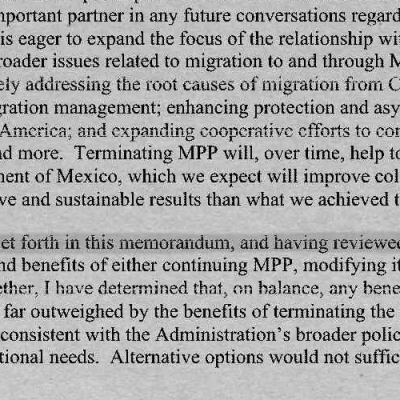 important partner in any future conversations regard
is eager to expand the focus of the relationship wi
roader issues related to migration to and through M
ely addressing the root causes of migration from C
gration management; enhancing protection and asy
America; and expanding cooperative efforts to co
nd more.  Terminating MPP will, over time, help to
ment of Mexico, which we expect will improve col
ve and sustainable results than what we achieved t
et forth in this memorandum, and having reviewed
nd benefits of either continuing MPP, modifying it
ether, I have determined that, on balance, any bene
far outweighed by the benefits of terminating the
consistent with the Administration's broader polic
tional needs.  Alternative options would not suffic